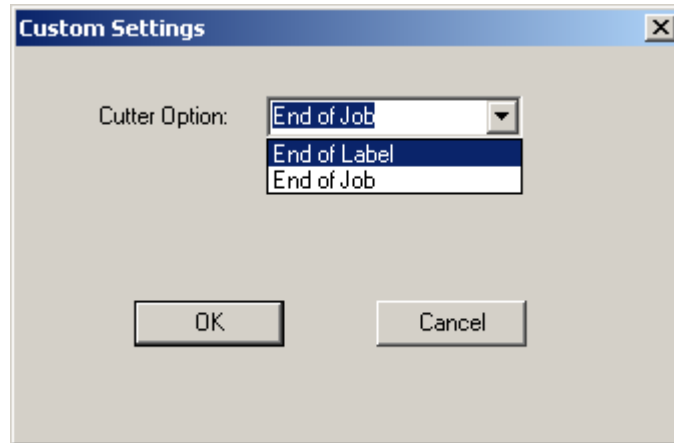 Custom Settings
Cutter Option: End of Job
End of Label
End of Job
OK Cancel